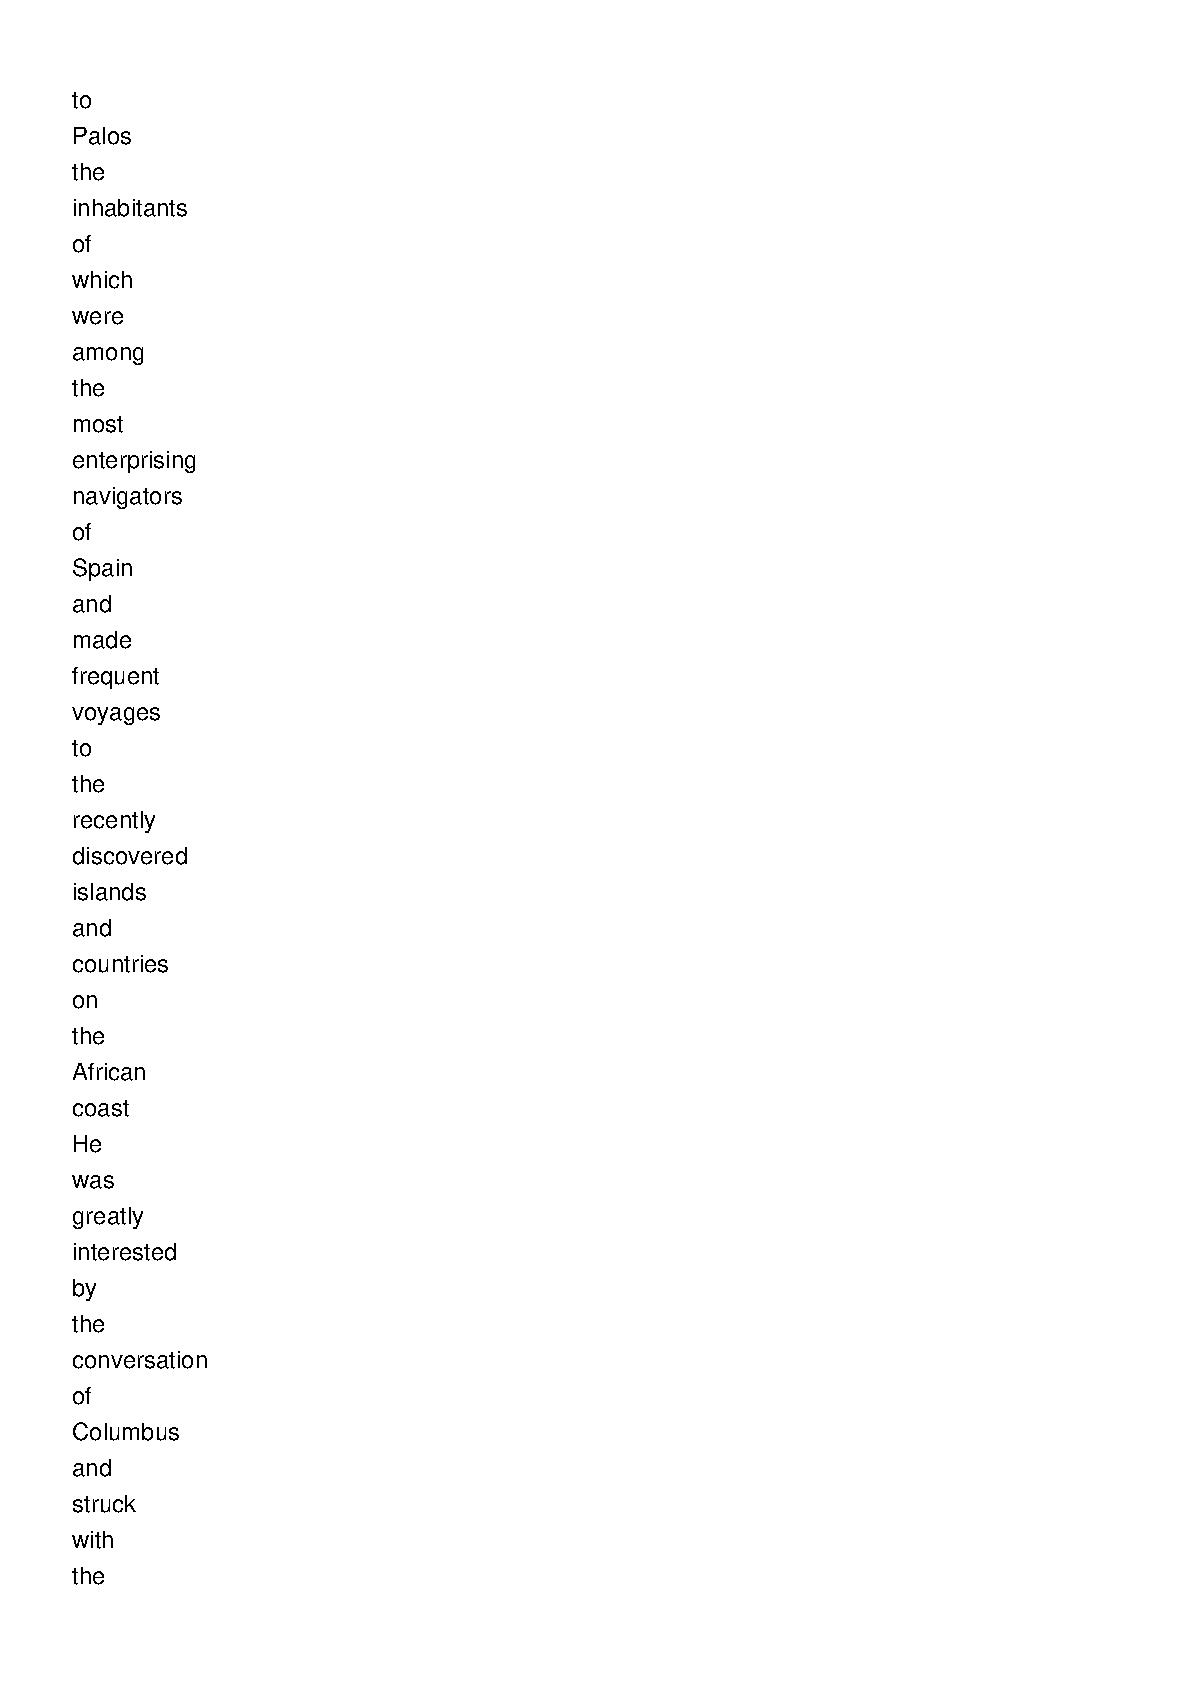 to
Palos
the
inhabitants
of
which
were
among
the
most
enterprising
navigators
of
Spain
and
made
frequent
voyages
to
the
recently
discovered
islands
and
countries
on
the
African
coast
He
was
greatly
interested
by
the
conversation
of
Columbus
and
struck
with
the